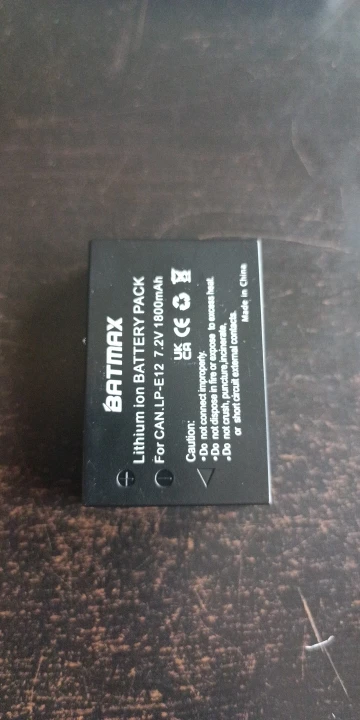 BATMAX
Lithium ion BATTERY PACK
For CAN.LP-E12 7.2V 1800mAh
UK
CA CE
Caution:
•Do not connect improperly.
•Do not dispose in fire or expose to excess heat.
•Do not crush, puncture,incinerate,
or short circuit external contacts.
Made in China